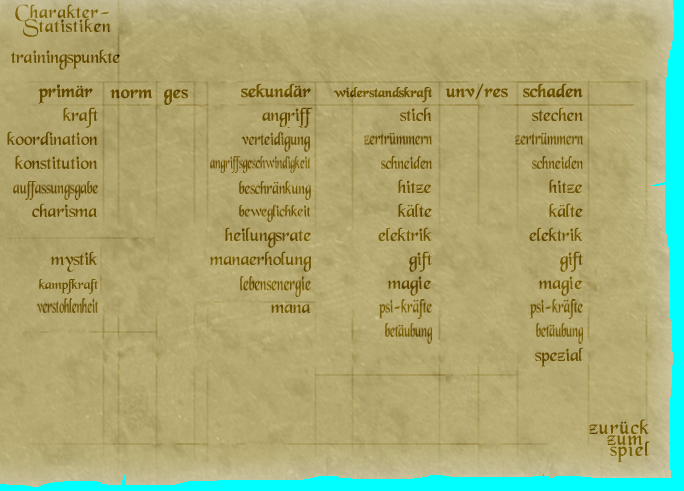 Charakter-
Statistiken
trainingspunkte
primär norm ges sekundär widerstandskraft unv/res schaden
kraft angriff stich stechen
koordination verteidigung zertrümmern zertrümmern
konstitution angriffsgeschwindigkeit schneiden schneiden
auffassungsgabe beschränkung hitze hitze
charisma beweglichkeit kälte kälte
heilungsrate elektrik elektrik
mystik manaerholung gift gift
kampfkraft lebensenergie magie magie
verstohlenheit mana psi-kräfte psi-kräfte
betäubung betäubung
spezial
zurück
zum
spiel